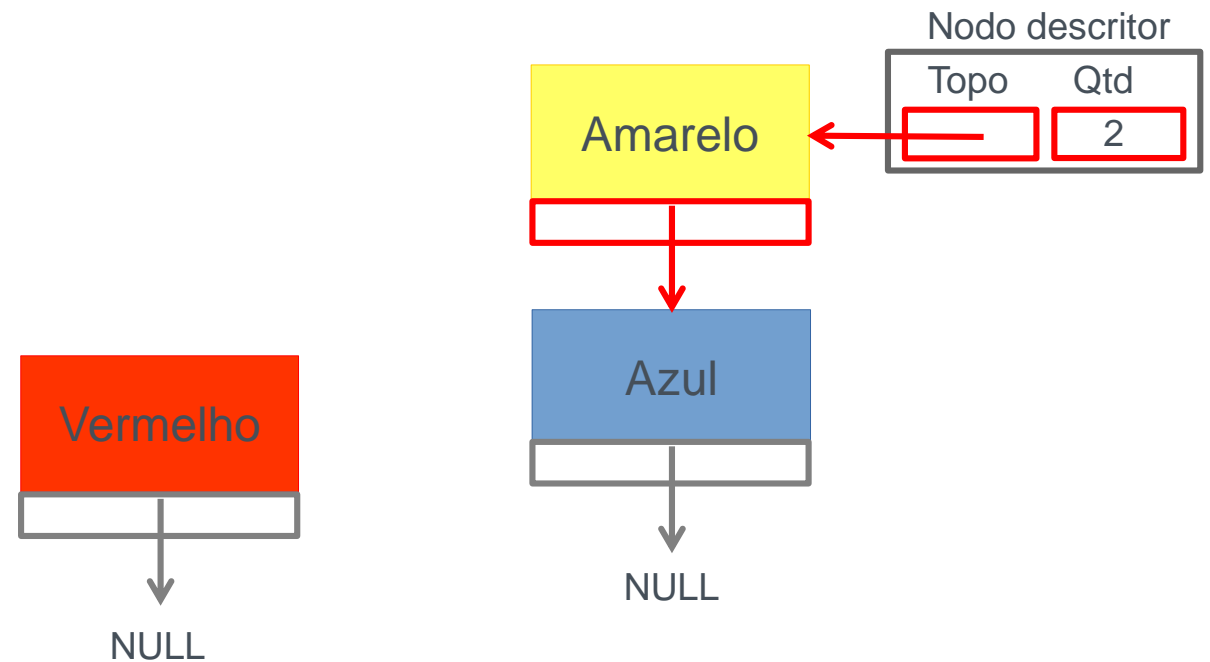 Nodo descritor
Topo Qtd
2
Amarelo
Azul
NULL
Vermelho
NULL